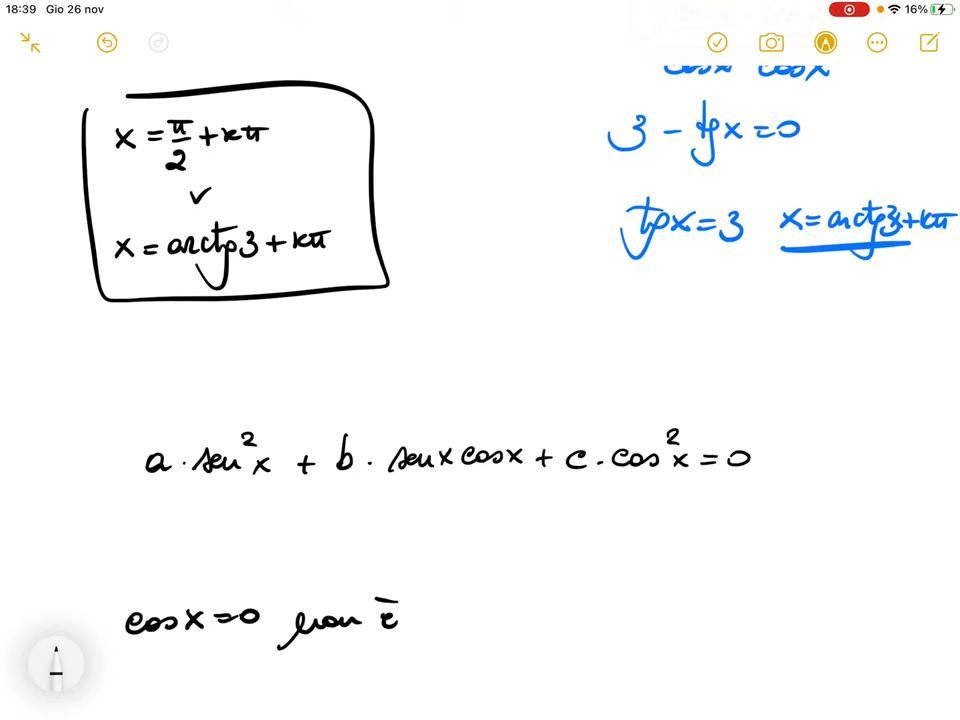 18:39 Gio 26 nov 16%
x = π/2 + kπ
v
x = arctg3 + kπ
3 - tgx = 0
tgx = 3 x = arctg3 + kπ
a · sen²x + b · senx cosx + c · cos²x = 0
cosx = 0 non è